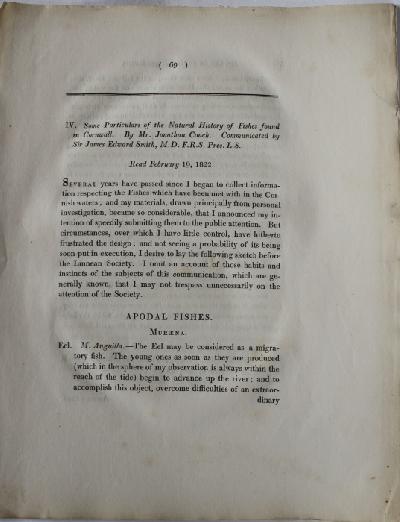 ( 69 )
IV. Some Particulars of the Natural History of Fishes found
in Cornwall. By Mr. Jonathan Couch. Communicated by
Sir James Edward Smith, M.D. F.R.S. Pres. L.S.
Read February 19, 1822
SEVERAL years have passed since I began to collect informa-
tion respecting the Fishes which have been met with in the Cor-
nish waters; and my materials, drawn principally from personal
investigation, became so considerable, that I announced my in-
tention of speedily submitting them to the public attention. But
circumstances, over which I have little control, have hitherto
frustrated the design; and not seeing a probability of its being
soon put in execution, I desire to lay the following sketch before
the Linnean Society. I omit an account of those habits and
instincts of the subjects of this communication, which are ge-
nerally known, that I may not trespass unnecessarily on the
attention of the Society.
APODAL FISHES.
MURÆNA.
Eel. M. Anguilla.—The Eel may be considered as a migra-
tory fish. The young ones as soon as they are produced
(which in the sphere of my observation is always within the
reach of the tide) begin to advance up the river; and to
accomplish this object, overcome difficulties of an extraor-
dinary